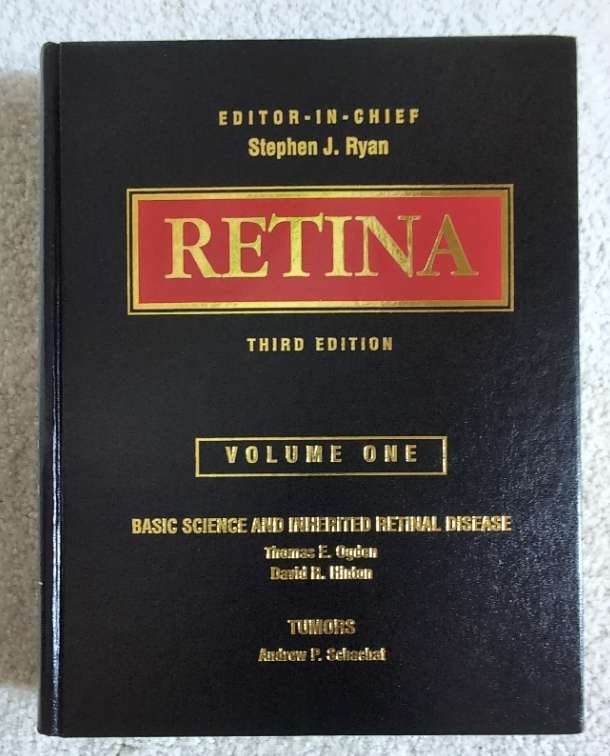 EDITOR-IN-CHIEF
Stephen J. Ryan
RETINA
THIRD EDITION
VOLUME ONE
BASIC SCIENCE AND INHERITED RETINAL DISEASE
Thomas E. Ogden
David R. Hinton
TUMORS
Andrew P. Schachat